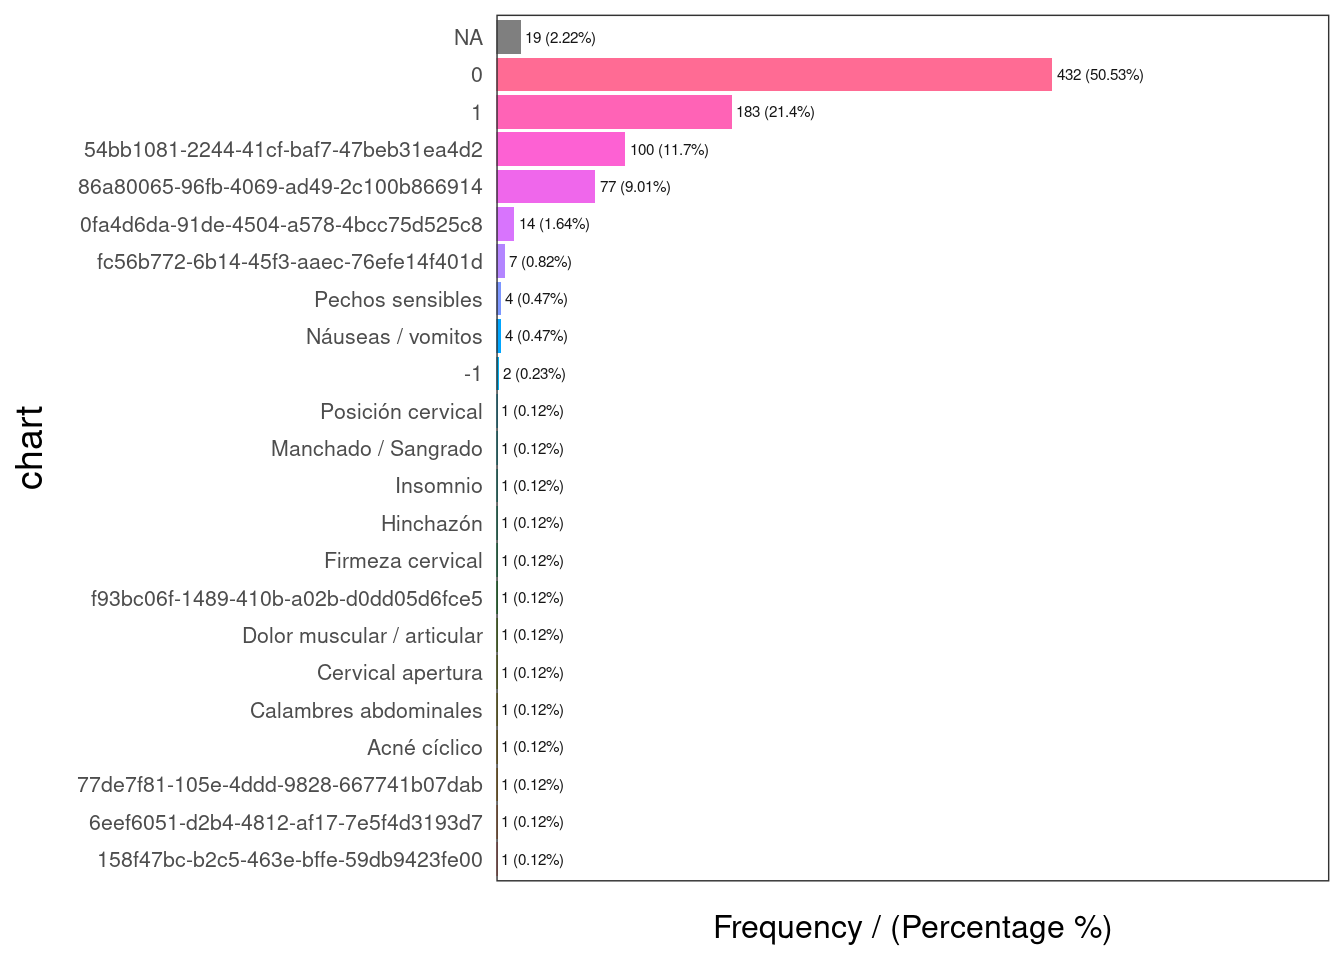 NA 19 (2.22%)
0 432 (50.53%)
1 183 (21.4%)
54bb1081-2244-41cf-baf7-47beb31ea4d2 100 (11.7%)
86a80065-96fb-4069-ad49-2c100b866914 77 (9.01%)
0fa4d6da-91de-4504-a578-4bcc75d525c8 14 (1.64%)
fc56b772-6b14-45f3-aaec-76efe14f401d 7 (0.82%)
Pechos sensibles 4 (0.47%)
Náuseas / vomitos 4 (0.47%)
-1 2 (0.23%)
Posición cervical 1 (0.12%)
Manchado / Sangrado 1 (0.12%)
Insomnio 1 (0.12%)
Hinchazón 1 (0.12%)
Firmeza cervical 1 (0.12%)
f93bc06f-1489-410b-a02b-d0dd05d6fce5 1 (0.12%)
Dolor muscular / articular 1 (0.12%)
Cervical apertura 1 (0.12%)
Calambres abdominales 1 (0.12%)
Acné cíclico 1 (0.12%)
77de7f81-105e-4ddd-9828-667741b07dab 1 (0.12%)
6eef6051-d2b4-4812-af17-7e5f4d3193d7 1 (0.12%)
158f47bc-b2c5-463e-bffe-59db9423fe00 1 (0.12%)
chart
Frequency / (Percentage %)